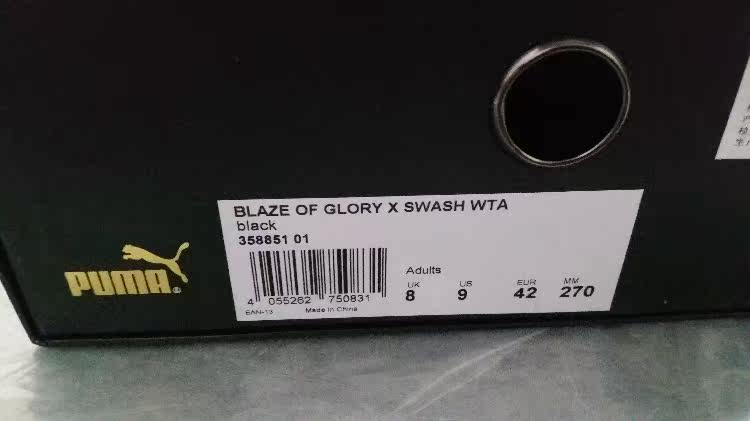 BLAZE OF GLORY X SWASH WTA
black
358851 01
PUMA
4 055262 750831
EAN-13
Made in China
Adults
UK US EUR MM
8 9 42 270